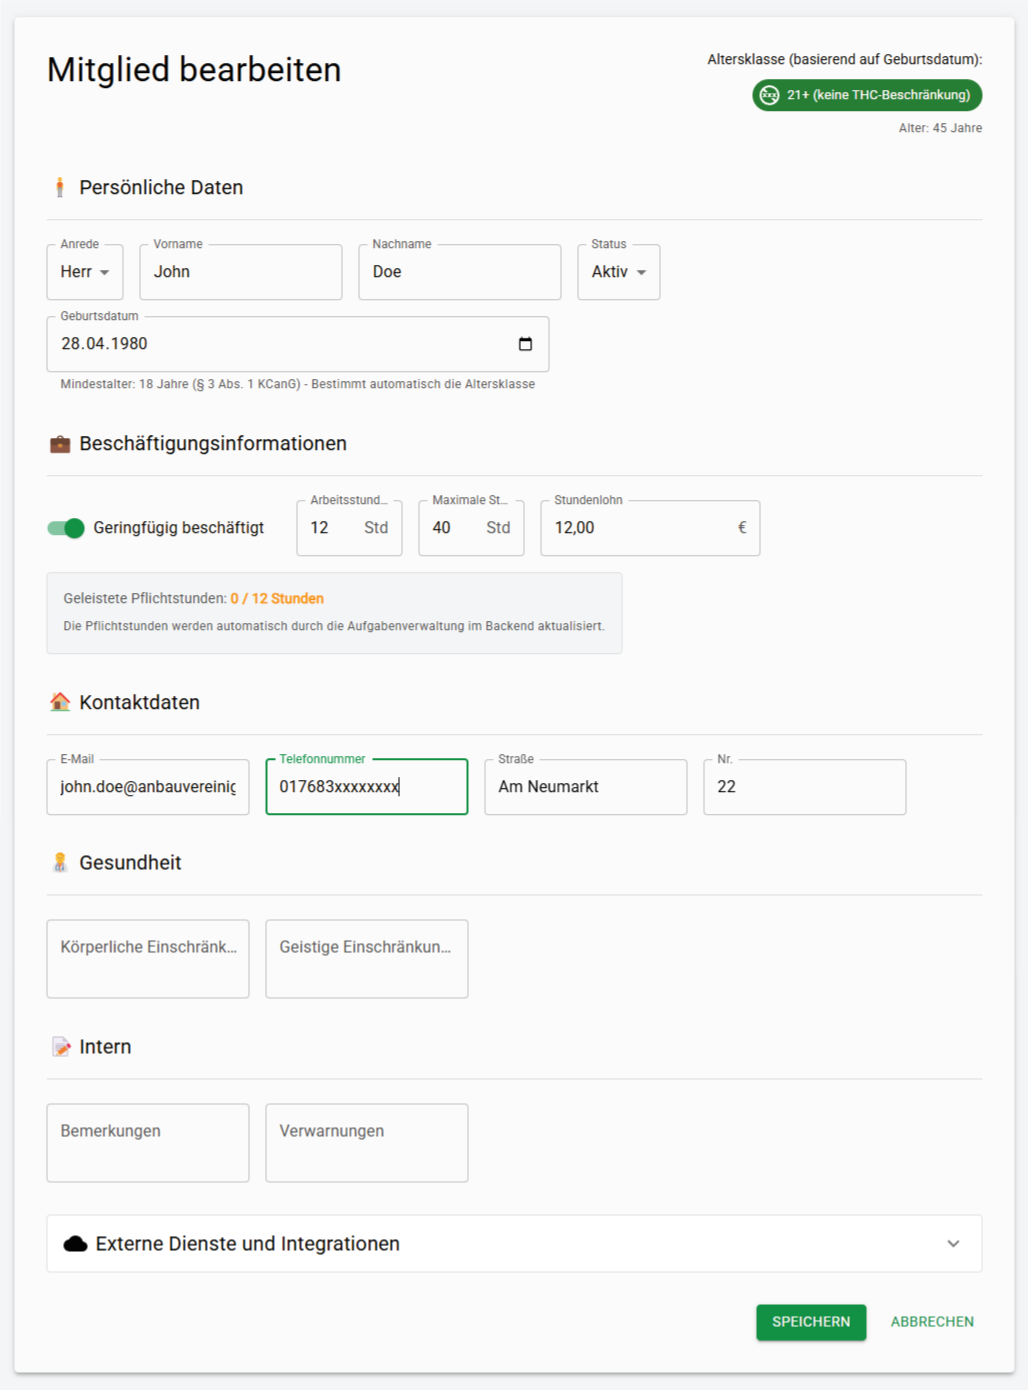 Mitglied bearbeiten
Altersklasse (basierend auf Geburtsdatum):
21+ (keine THC-Beschränkung)
Alter: 45 Jahre
Persönliche Daten
Anrede
Vorname
Nachname
Status
Herr
John
Doe
Aktiv
Geburtsdatum
28.04.1980
Mindestalter: 18 Jahre (§ 3 Abs. 1 KCanG) - Bestimmt automatisch die Altersklasse
Beschäftigungsinformationen
Arbeitsstund...
Maximale St...
Stundenlohn
Geringfügig beschäftigt
12 Std
40 Std
12,00 €
Geleistete Pflichtstunden: 0 / 12 Stunden
Die Pflichtstunden werden automatisch durch die Aufgabenverwaltung im Backend aktualisiert.
Kontaktdaten
E-Mail
Telefonnummer
Straße
Nr.
john.doe@anbauvereinig
017683xxxxxxxx
Am Neumarkt
22
Gesundheit
Körperliche Einschränk...
Geistige Einschränkun...
Intern
Bemerkungen
Verwarnungen
Externe Dienste und Integrationen
SPEICHERN
ABBRECHEN